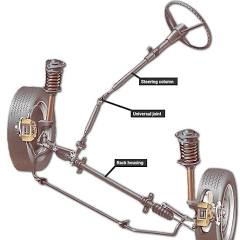 Steering column
Universal joint
Rack housing